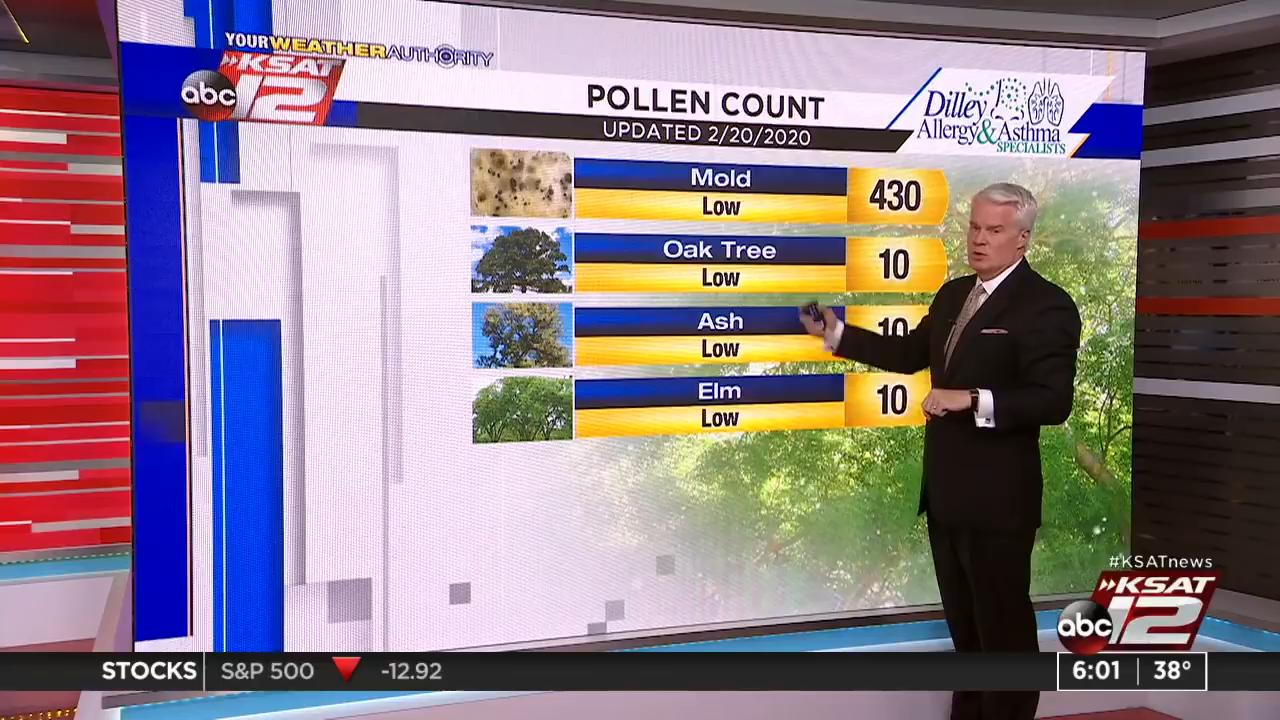 YOUR WEATHER AUTHORITY
KSAT
abc 12
POLLEN COUNT
UPDATED 2/20/2020
Dilley
Allergy & Asthma
SPECIALISTS
Mold
Low
430
Oak Tree
Low
10
Ash
Low
10
Elm
Low
10
#KSATnews
KSAT
abc 12
STOCKS S&P 500 -12.92
6:01 38°